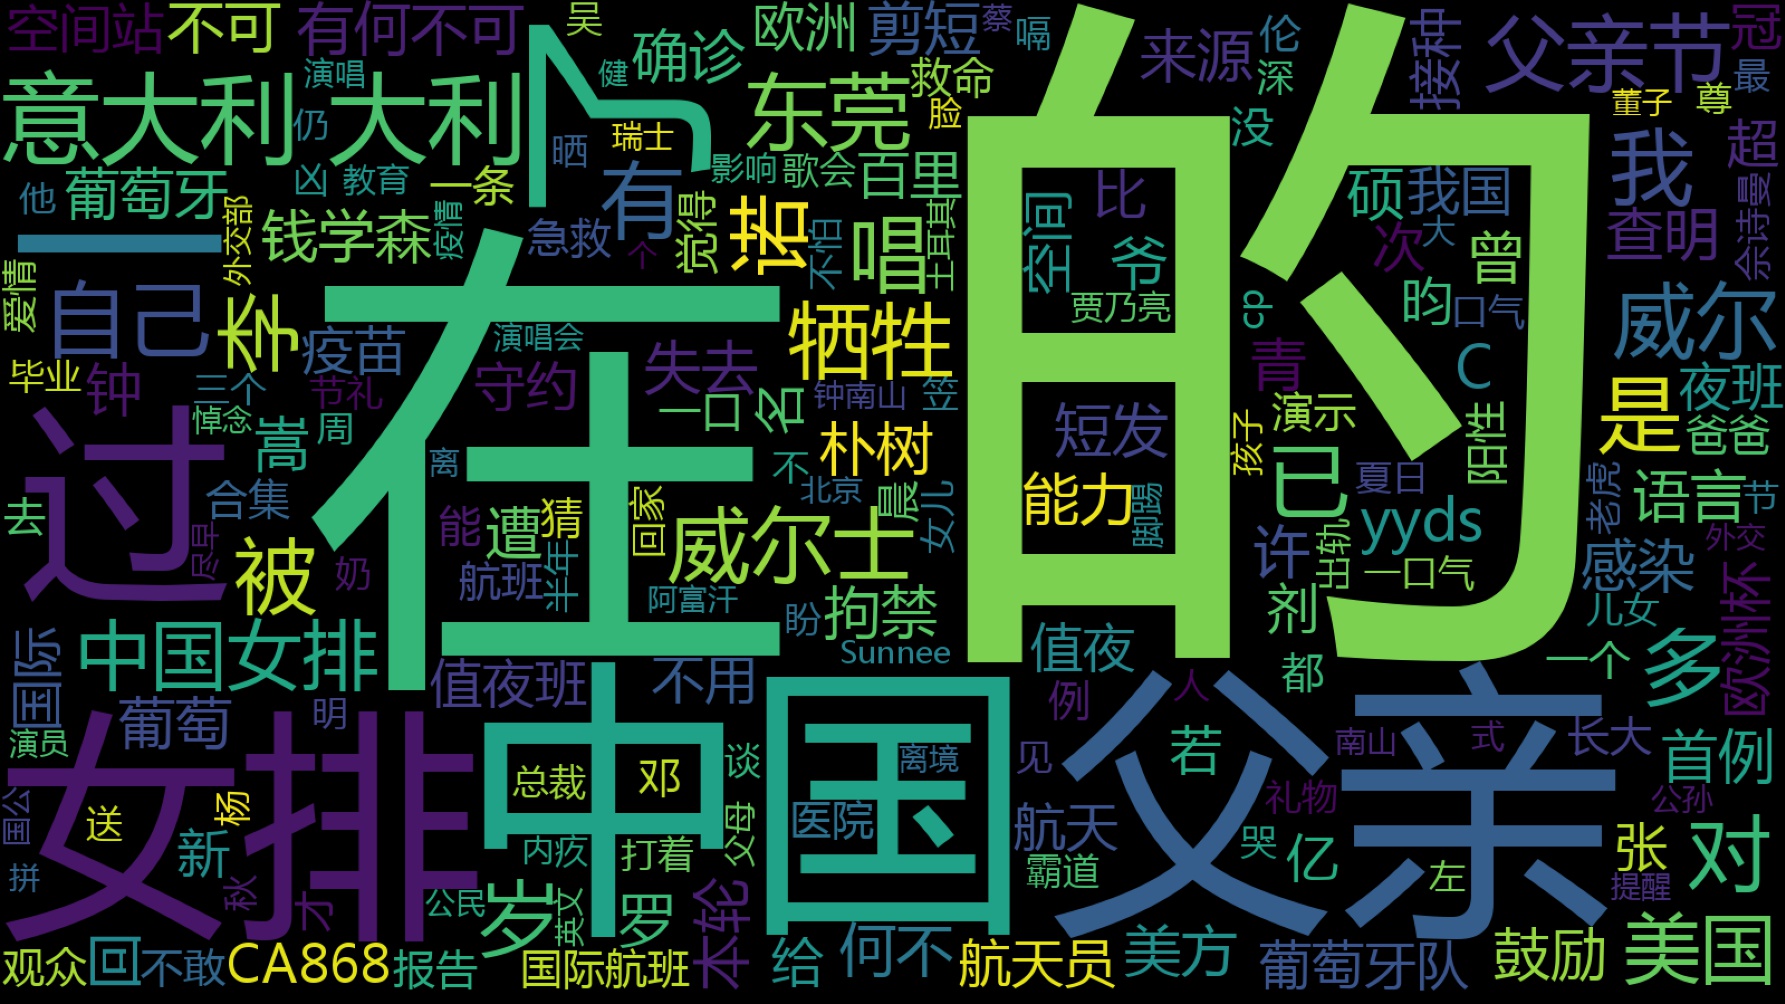 空间站
不可
有何不可
吴
欧洲
剪短
蔡
嗝
来源
伦
接种
父亲节
冠
演唱
健
确诊
救命
深
董子
尊
最
意大利
大利
仍
个
瑞士
晒
东莞
脸
没
的
我
超
他
葡萄牙
凶
教育
一条
有
影响
歌会
百里
空间
比
硕
我国
查明
余诗曼
一
外交部
钱学森
疫情
急救
个
觉得
诺
不怕
唱
土耳其
爷
次
大
曾
爱情
自己
李
疫苗
在
演唱会
牺牲
贾乃亮
cp
昀
口气
威尔
毕业
钟
三个
节礼
守约
失去
钟南山
笠
青
C
是
夜班
过
悼念
嵩
周
离
一口
名
朴树
短发
孩子
演示
阳性
爸爸
去
合集
尽早
能
遭
猜
回家
不
北京
晨
女儿
能力
脚踢
已
夏日
老虎
语言
节
被
奶
航班
半年
威尔士
阿富汗
许
出轨
yyds
一口气
感染
外交
欧洲杯
国际
中国女排
盼
拘禁
Sunnee
值夜
剂
儿女
葡萄
明
值夜班
不用
例
人
都
一个
多
演员
女排
中国
父亲
总裁
邓
谈
离境
见
若
南山
式
长大
首例
国公
送
杨
新
内疚
打着
父母
医院
航天
礼物
公孙
拼
秋
才
公民
岁
英文
罗
本轮
霸道
哭
亿
左
张
提醒
对
观众
回
不敢
CA868
报告
国际航班
给
何不
航天员
美方
葡萄牙队
鼓励
美国